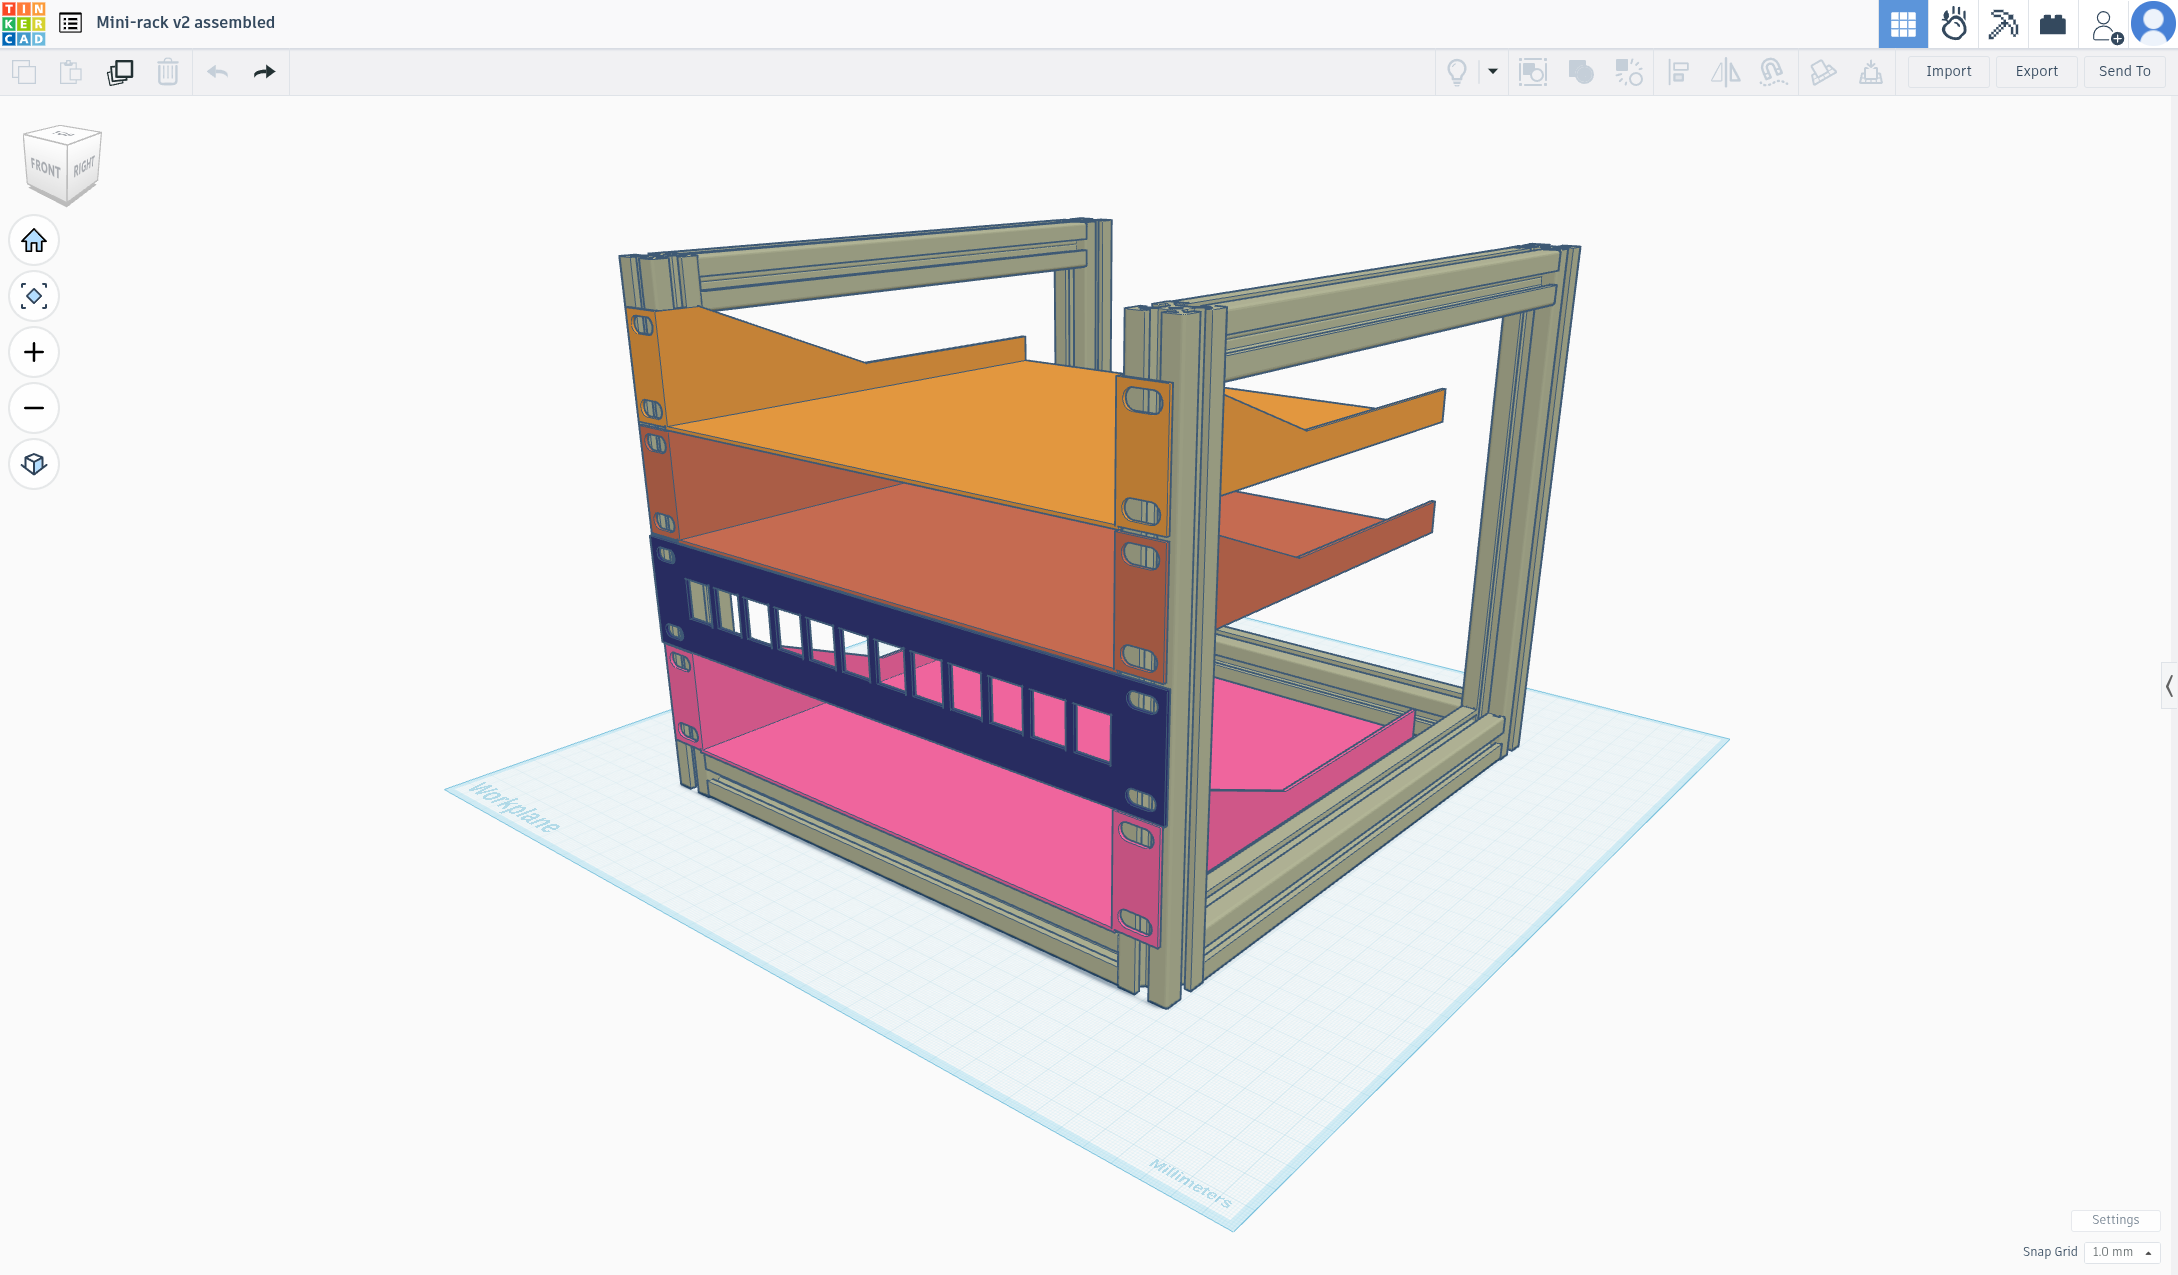 TIN
KER
CAD
Mini-rack v2 assembled
Import
Export
Send To
TOP
FRONT
RIGHT
Workplane
Millimeters
Settings
Snap Grid
1.0 mm